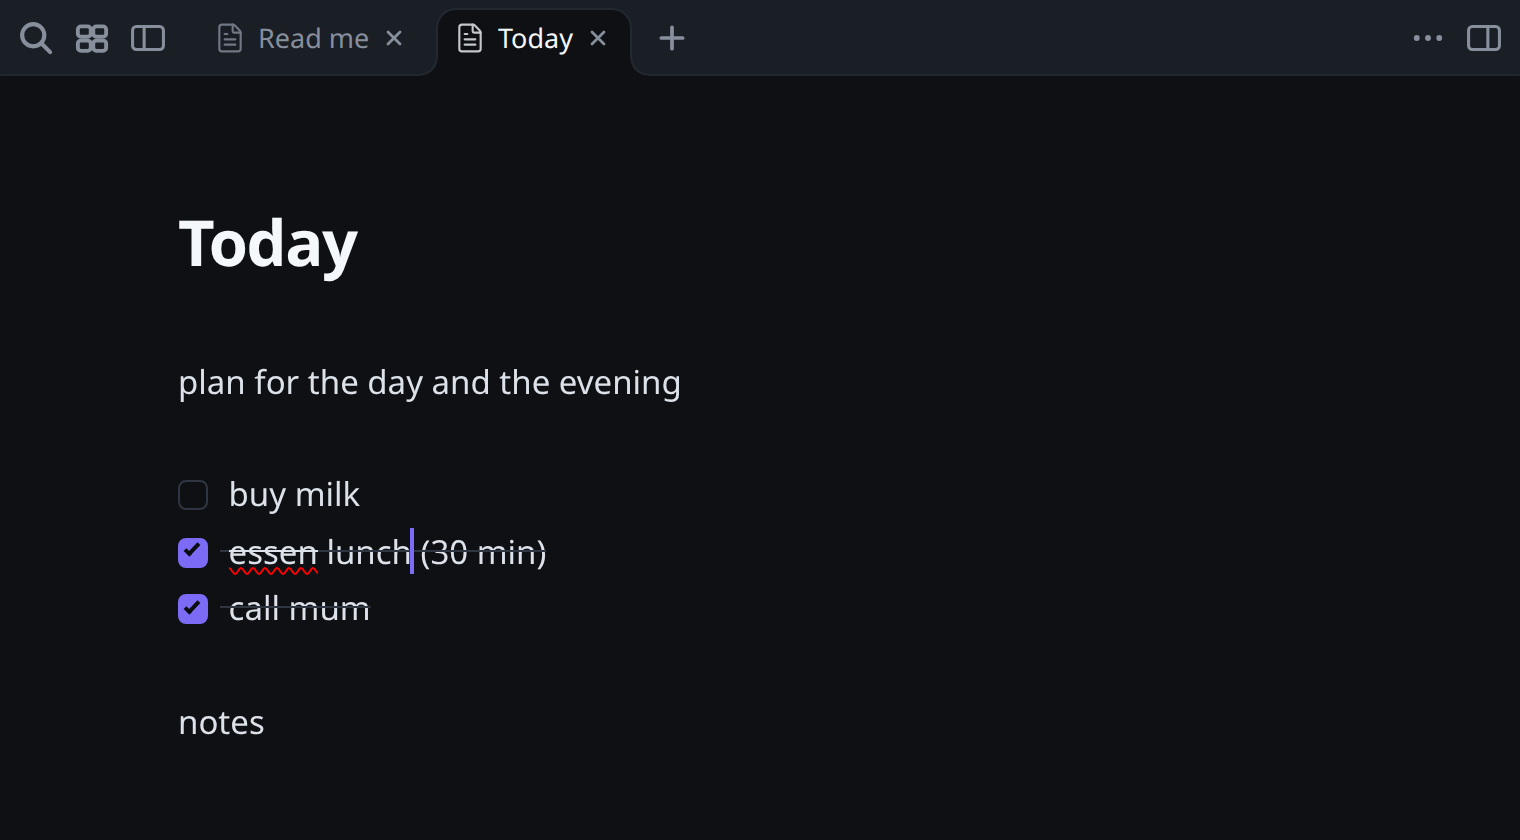 Read me
Today
Today
plan for the day and the evening
buy milk
essen lunch (30 min)
call mum
notes